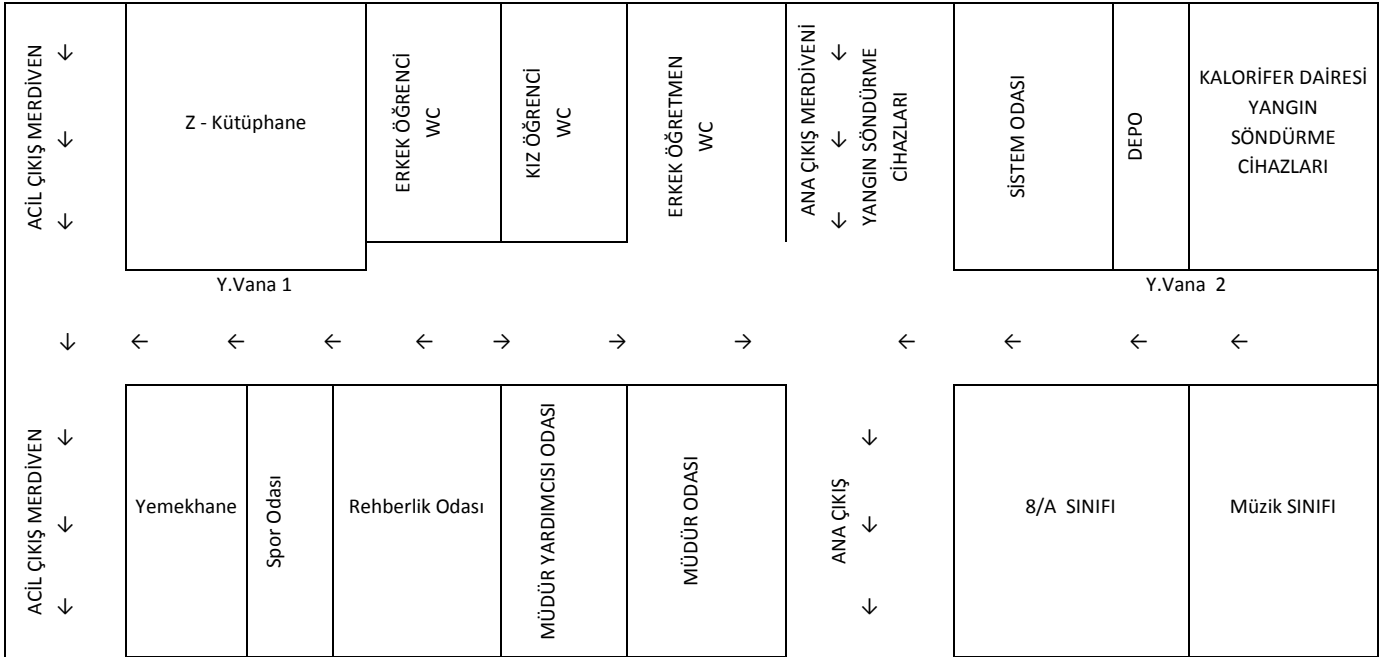 ACİL ÇIKIŞ MERDİVEN
↓ ↓ ↓
Z - Kütüphane
ERKEK ÖĞRENCİ
WC
KIZ ÖĞRENCİ
WC
ERKEK ÖĞRETMEN
WC
ANA ÇIKIŞ MERDİVENİ
↓ ↓ ↓
YANGIN SÖNDÜRME
CİHAZLARI
SİSTEM ODASI
DEPO
KALORİFER DAİRESİ
YANGIN
SÖNDÜRME
CİHAZLARI
Y.Vana 1
Y.Vana 2
↓ ← ← ← ← → → → ← ← ← ←
ACİL ÇIKIŞ MERDİVEN
↓ ↓ ↓
Yemekhane
Spor Odası
Rehberlik Odası
MÜDÜR YARDIMCISI ODASI
MÜDÜR ODASI
ANA ÇIKIŞ
↓ ↓ ↓
8/A SINIFI
Müzik SINIFI